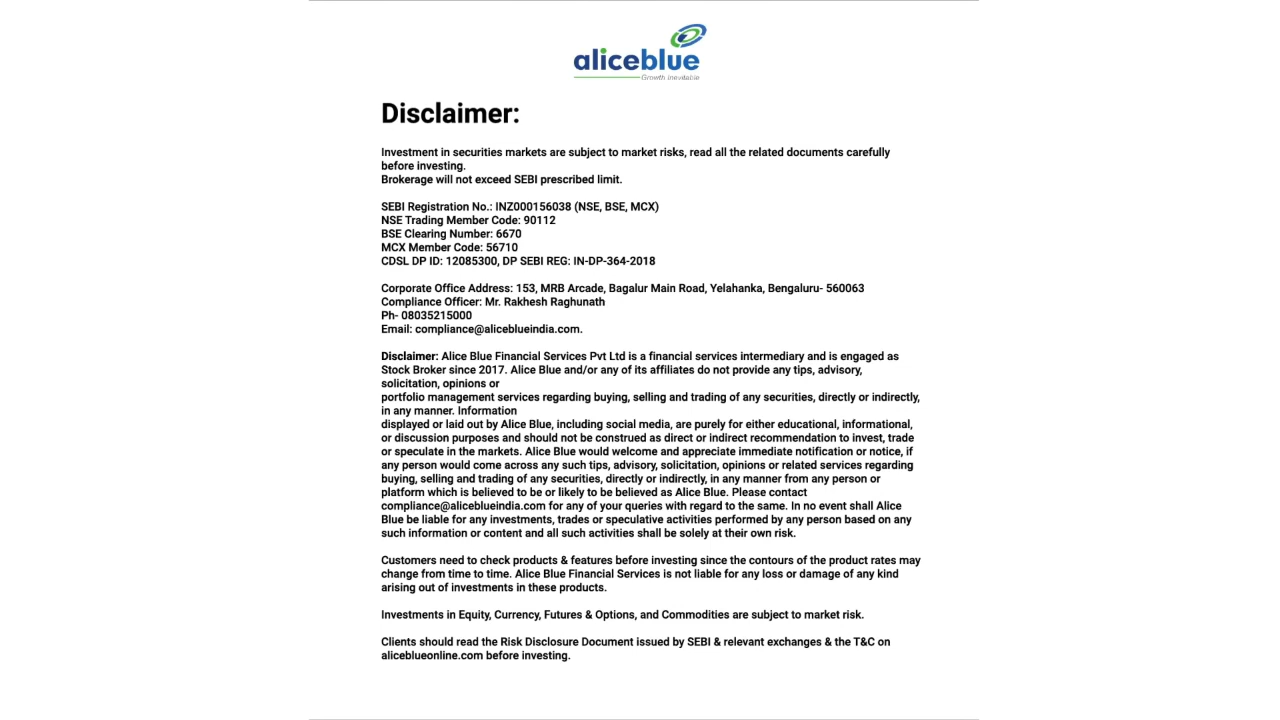 aliceblue
Growth Inevitable
Disclaimer:
Investment in securities markets are subject to market risks, read all the related documents carefully
before investing.
Brokerage will not exceed SEBI prescribed limit.
SEBI Registration No.: INZ000156038 (NSE, BSE, MCX)
NSE Trading Member Code: 90112
BSE Clearing Number: 6670
MCX Member Code: 56710
CDSL DP ID: 12085300, DP SEBI REG: IN-DP-364-2018
Corporate Office Address: 153, MRB Arcade, Bagalur Main Road, Yelahanka, Bengaluru- 560063
Compliance Officer: Mr. Rakhesh Raghunath
Ph- 08035215000
Email: compliance@aliceblueindia.com.
Disclaimer: Alice Blue Financial Services Pvt Ltd is a financial services intermediary and is engaged as
Stock Broker since 2017. Alice Blue and/or any of its affiliates do not provide any tips, advisory,
solicitation, opinions or
portfolio management services regarding buying, selling and trading of any securities, directly or indirectly,
in any manner. Information
displayed or laid out by Alice Blue, including social media, are purely for either educational, informational,
or discussion purposes and should not be construed as direct or indirect recommendation to invest, trade
or speculate in the markets. Alice Blue would welcome and appreciate immediate notification or notice, if
any person would come across any such tips, advisory, solicitation, opinions or related services regarding
buying, selling and trading of any securities, directly or indirectly, in any manner from any person or
platform which is believed to be or likely to be believed as Alice Blue. Please contact
compliance@aliceblueindia.com for any of your queries with regard to the same. In no event shall Alice
Blue be liable for any investments, trades or speculative activities performed by any person based on any
such information or content and all such activities shall be solely at their own risk.
Customers need to check products & features before investing since the contours of the product rates may
change from time to time. Alice Blue Financial Services is not liable for any loss or damage of any kind
arising out of investments in these products.
Investments in Equity, Currency, Futures & Options, and Commodities are subject to market risk.
Clients should read the Risk Disclosure Document issued by SEBI & relevant exchanges & the T&C on
aliceblueonline.com before investing.